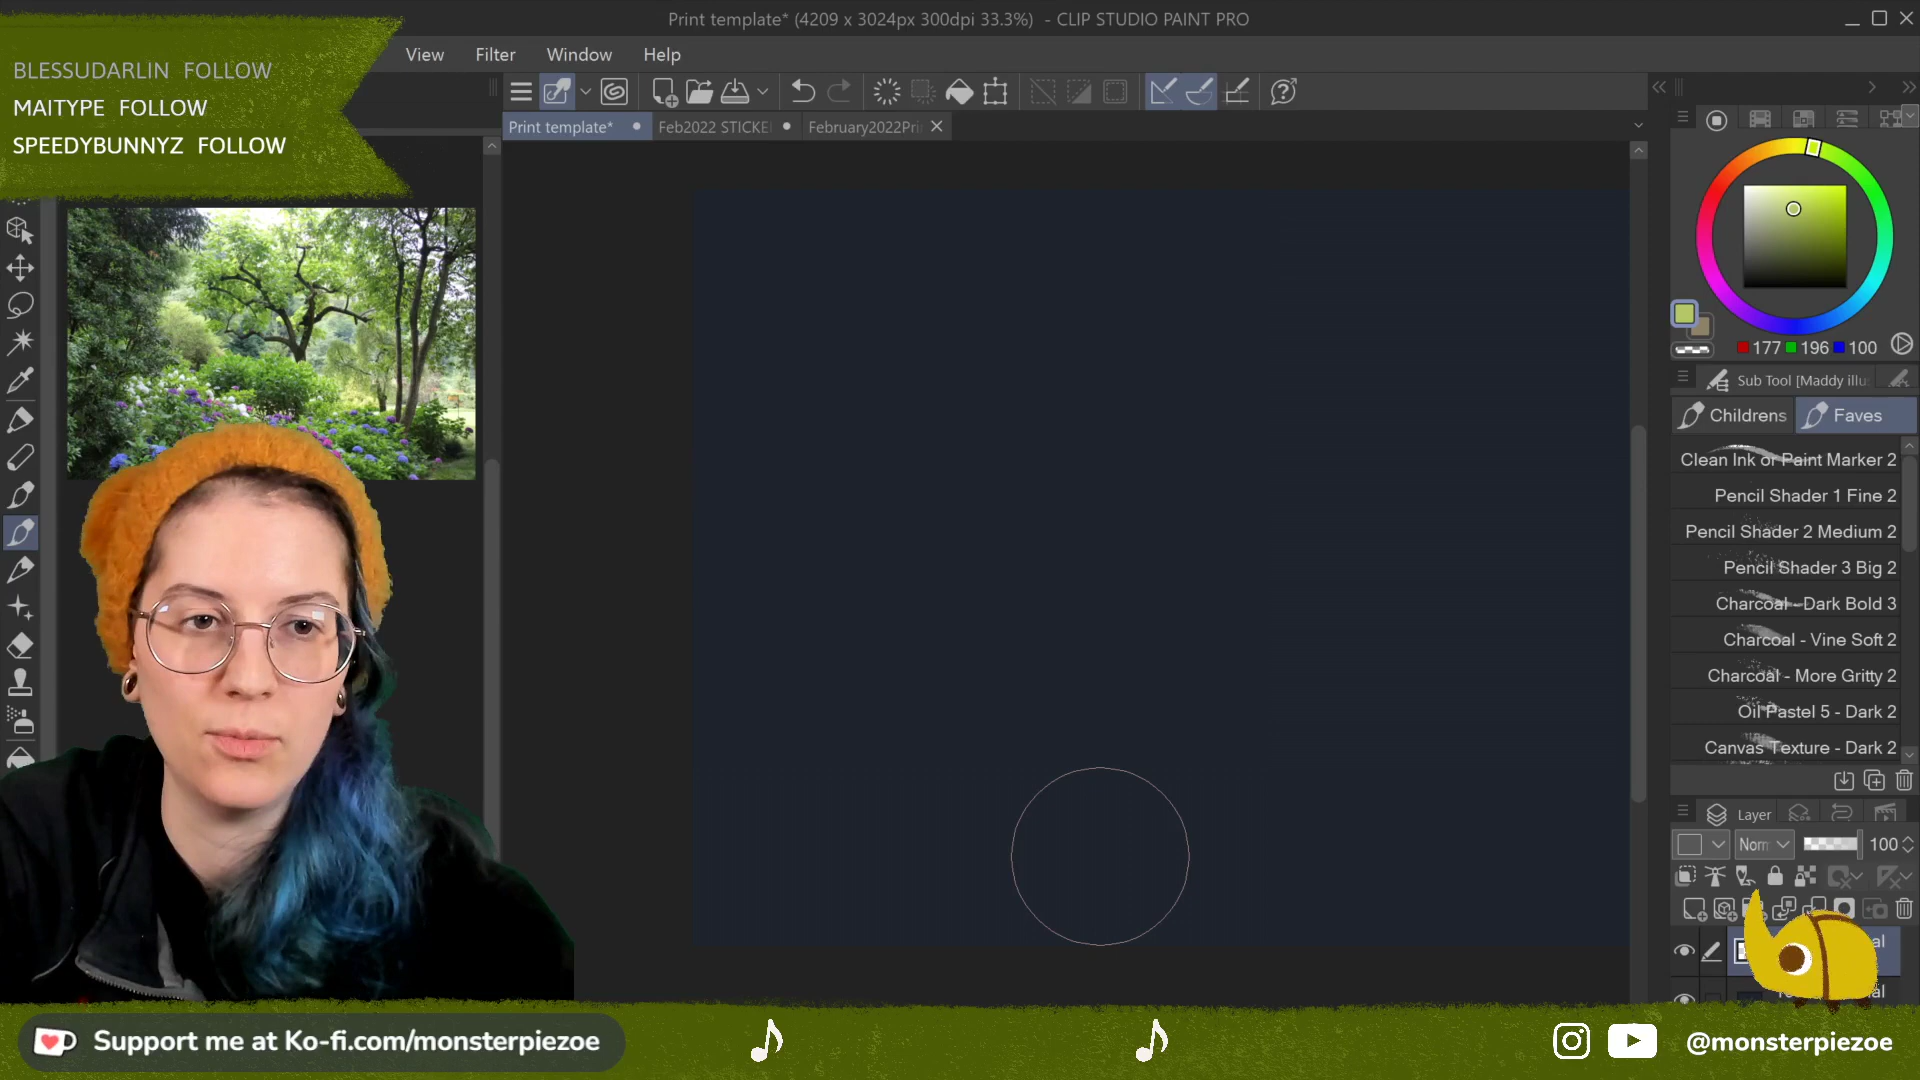 Print template* (4209 x 3024px 300dpi 33.3%) - CLIP STUDIO PAINT PRO
View Filter Window Help
BLESSUDARLIN FOLLOW
MAITYPE FOLLOW
SPEEDYBUNNYZ FOLLOW
Print template* Feb2022 STICKE February2022Pri
177 196 100
Sub Tool [Maddy illu
Childrens Faves
Clean Ink or Paint Marker 2
Pencil Shader 1 Fine 2
Pencil Shader 2 Medium 2
Pencil Shader 3 Big 2
Charcoal - Dark Bold 3
Charcoal - Vine Soft 2
Charcoal - More Gritty 2
Oil Pastel 5 - Dark 2
Canvas Texture - Dark 2
Layer
Norn 100
Support me at Ko-fi.com/monsterpiezoe
@monsterpiezoe